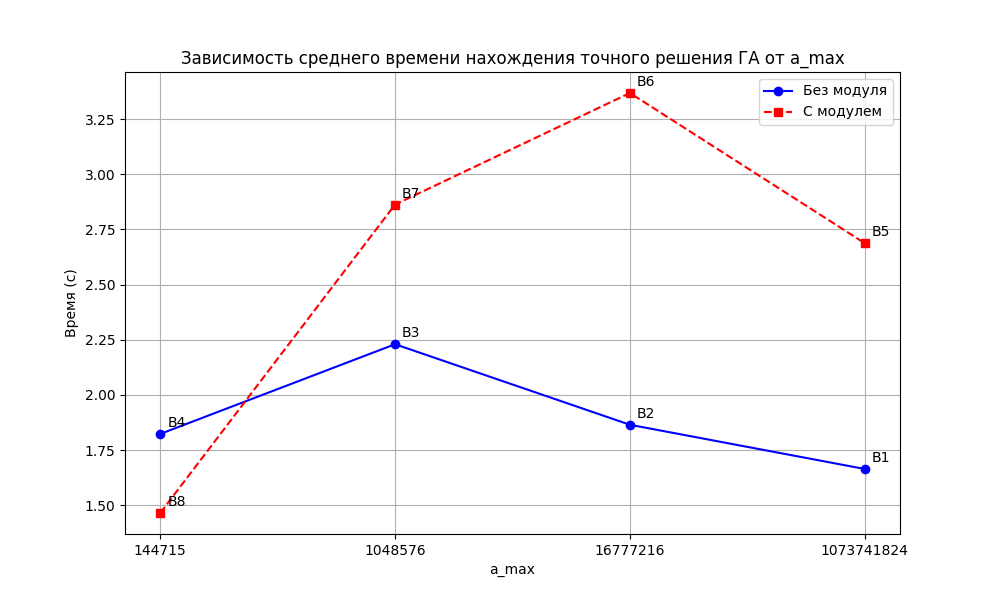 Зависимость среднего времени нахождения точного решения ГА от a_max
Без модуля
С модулем
Время (с)
3.25
3.00
2.75
2.50
2.25
2.00
1.75
1.50
B6
B7
B5
B3
B4
B2
B1
B8
144715
1048576
16777216
1073741824
a_max